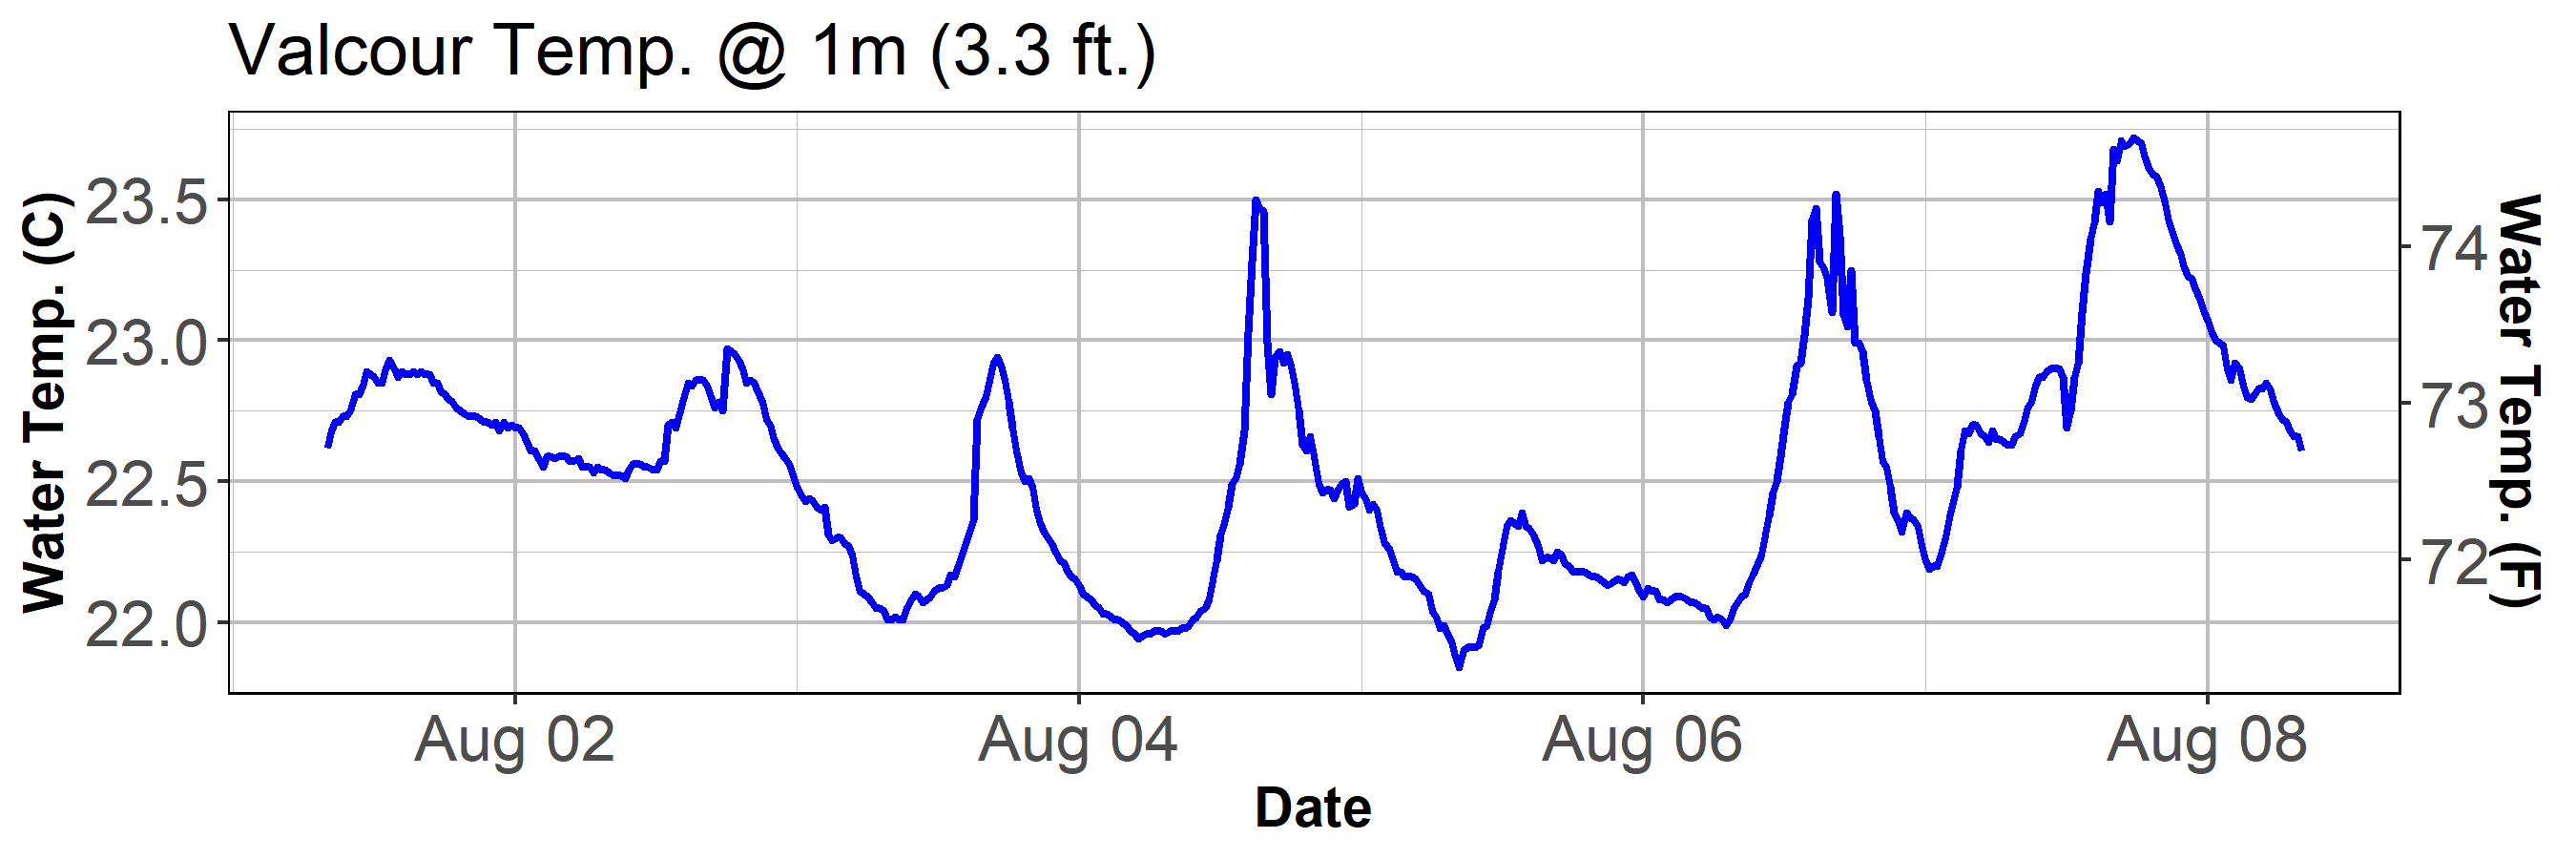 Valcour Temp. @ 1m (3.3 ft.)
Water Temp. (C)
23.5
23.0
22.5
22.0
74
73
72
Water Temp. (F)
Aug 02
Aug 04
Aug 06
Aug 08
Date